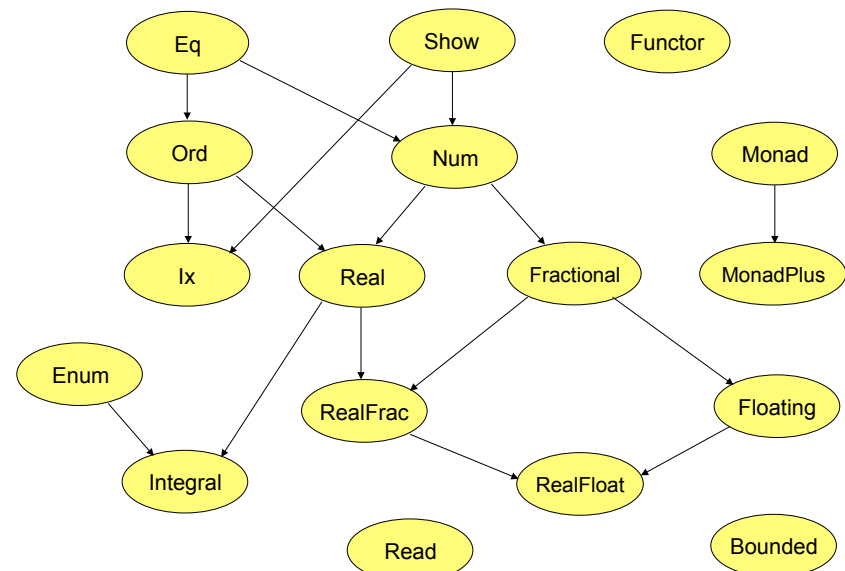 Eq
Show
Functor
Ord
Num
Monad
Ix
Real
Fractional
MonadPlus
Enum
RealFrac
Floating
Integral
RealFloat
Read
Bounded